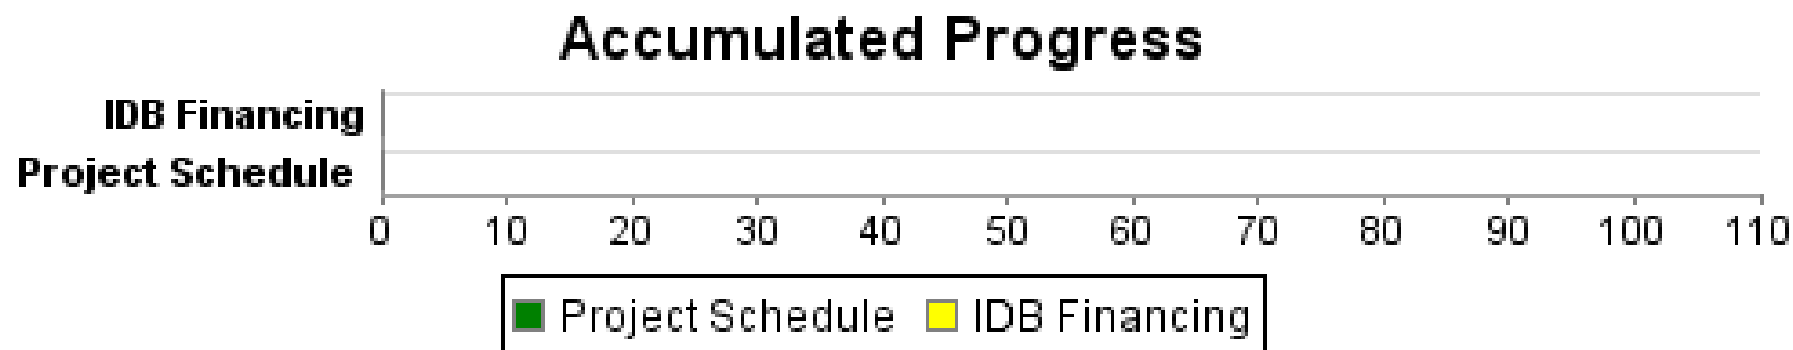 Accumulated Progress
IDB Financing
Project Schedule
0 10 20 30 40 50 60 70 80 90 100 110
Project Schedule IDB Financing